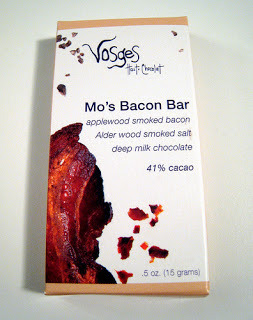 Vosges
Haut-Chocolat
Mo's Bacon Bar
applewood smoked bacon
Alder wood smoked salt
deep milk chocolate
41% cacao
.5 oz. (15 grams)